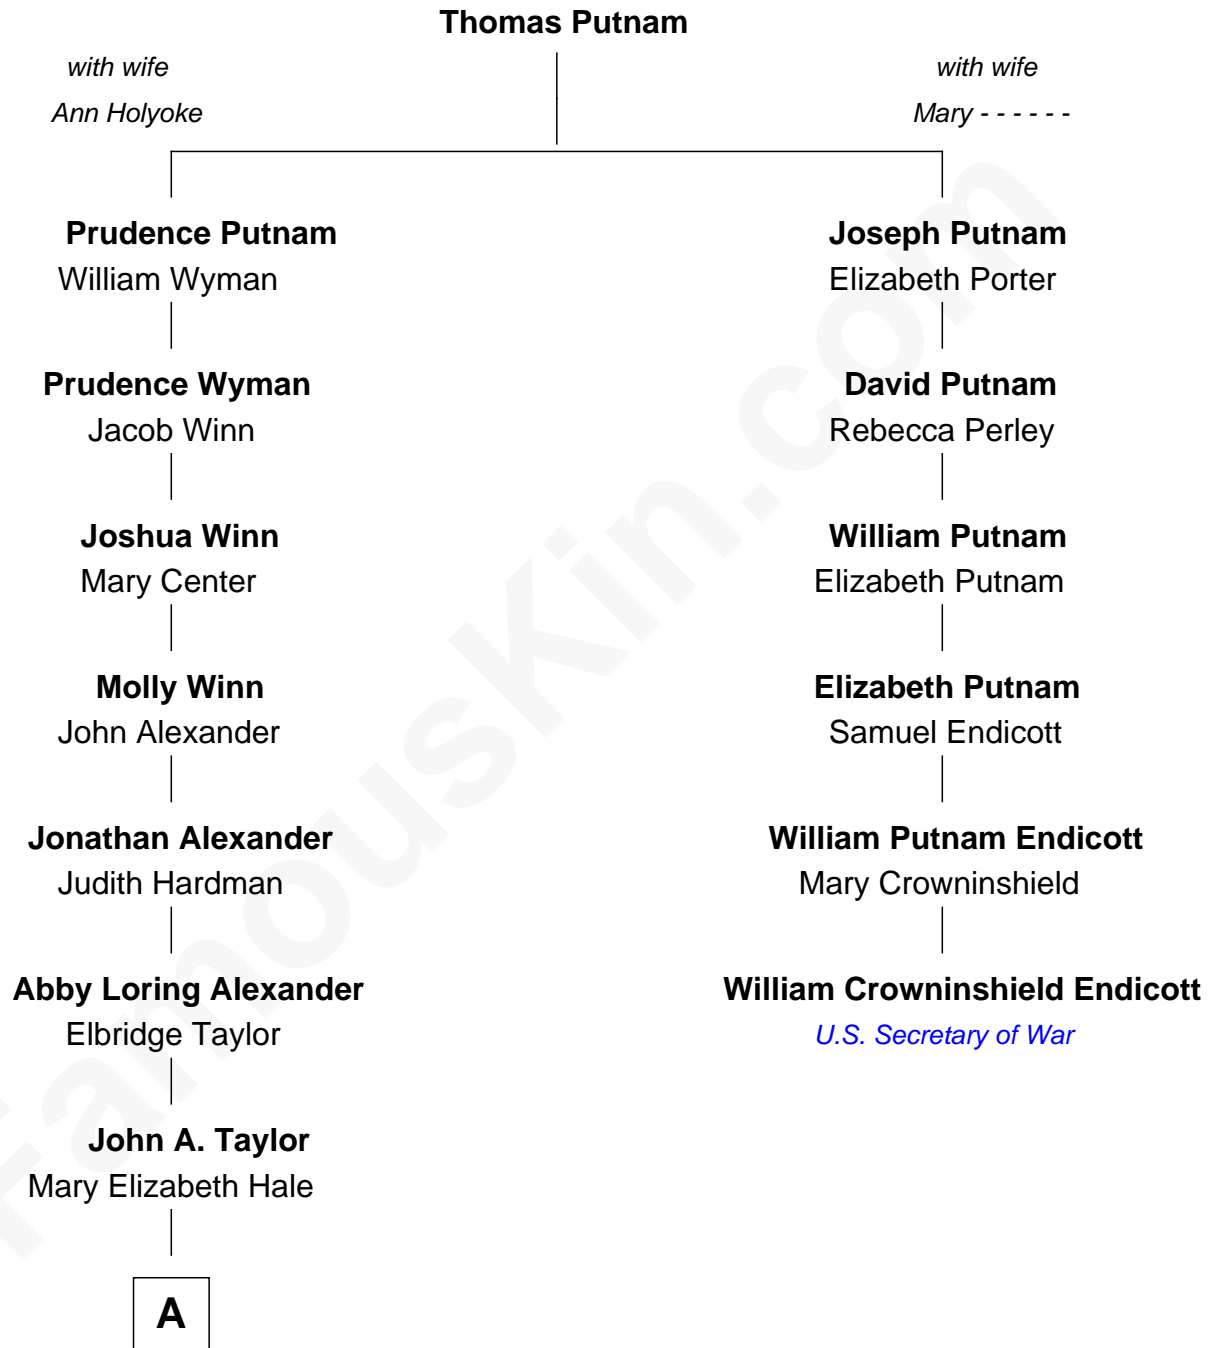 Thomas Putnam
with wife
Ann Holyoke
with wife
Mary - - - - - -
Prudence Putnam
William Wyman
Joseph Putnam
Elizabeth Porter
Prudence Wyman
Jacob Winn
David Putnam
Rebecca Perley
Joshua Winn
Mary Center
William Putnam
Elizabeth Putnam
Molly Winn
John Alexander
Elizabeth Putnam
Samuel Endicott
Jonathan Alexander
Judith Hardman
William Putnam Endicott
Mary Crowninshield
Abby Loring Alexander
Elbridge Taylor
William Crowninshield Endicott
U.S. Secretary of War
John A. Taylor
Mary Elizabeth Hale
A
FamousKin.com